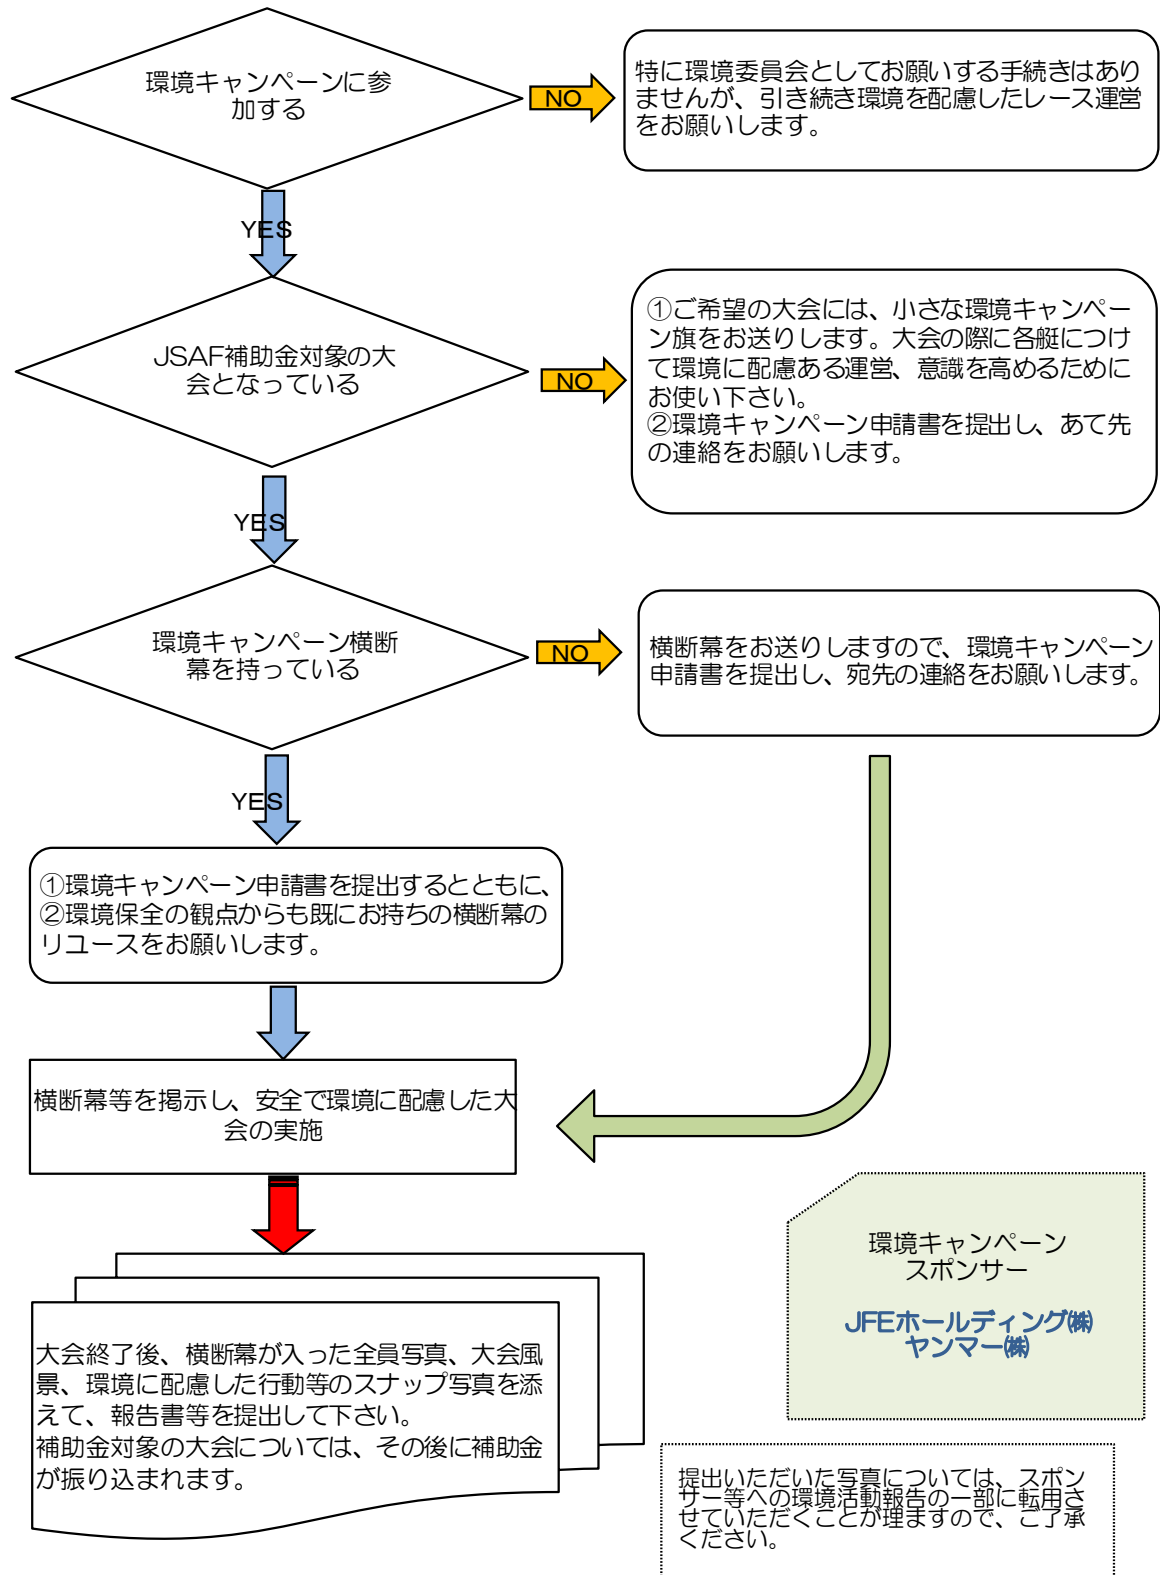 環境キャンペーンに参
加する
NO
特に環境委員会としてお願いする手続きはあり
ませんが、引き続き環境を配慮したレース運営
をお願いします。
YES
JSAF補助金対象の大
会となっている
NO
①ご希望の大会には、小さな環境キャンペー
ン旗をお送りします。大会の際に各艇につけ
て環境に配慮ある運営、意識を高めるために
お使い下さい。
②環境キャンペーン申請書を提出し、あて先
の連絡をお願いします。
YES
環境キャンペーン横断
幕を持っている
NO
横断幕をお送りしますので、環境キャンペーン
申請書を提出し、宛先の連絡をお願いします。
YES
①環境キャンペーン申請書を提出するとともに、
②環境保全の観点からも既にお持ちの横断幕の
リユースをお願いします。
横断幕等を掲示し、安全で環境に配慮した大
会の実施
環境キャンペーン
スポンサー
JFEホールディング㈱
ヤンマー㈱
大会終了後、横断幕が入った全員写真、大会風
景、環境に配慮した行動等のスナップ写真を添
えて、報告書等を提出して下さい。
補助金対象の大会については、その後に補助金
が振り込まれます。
提出いただいた写真については、スポン
サー等への環境活動報告の一部に転用さ
せていただくことが埋ますので、ご了承
ください。